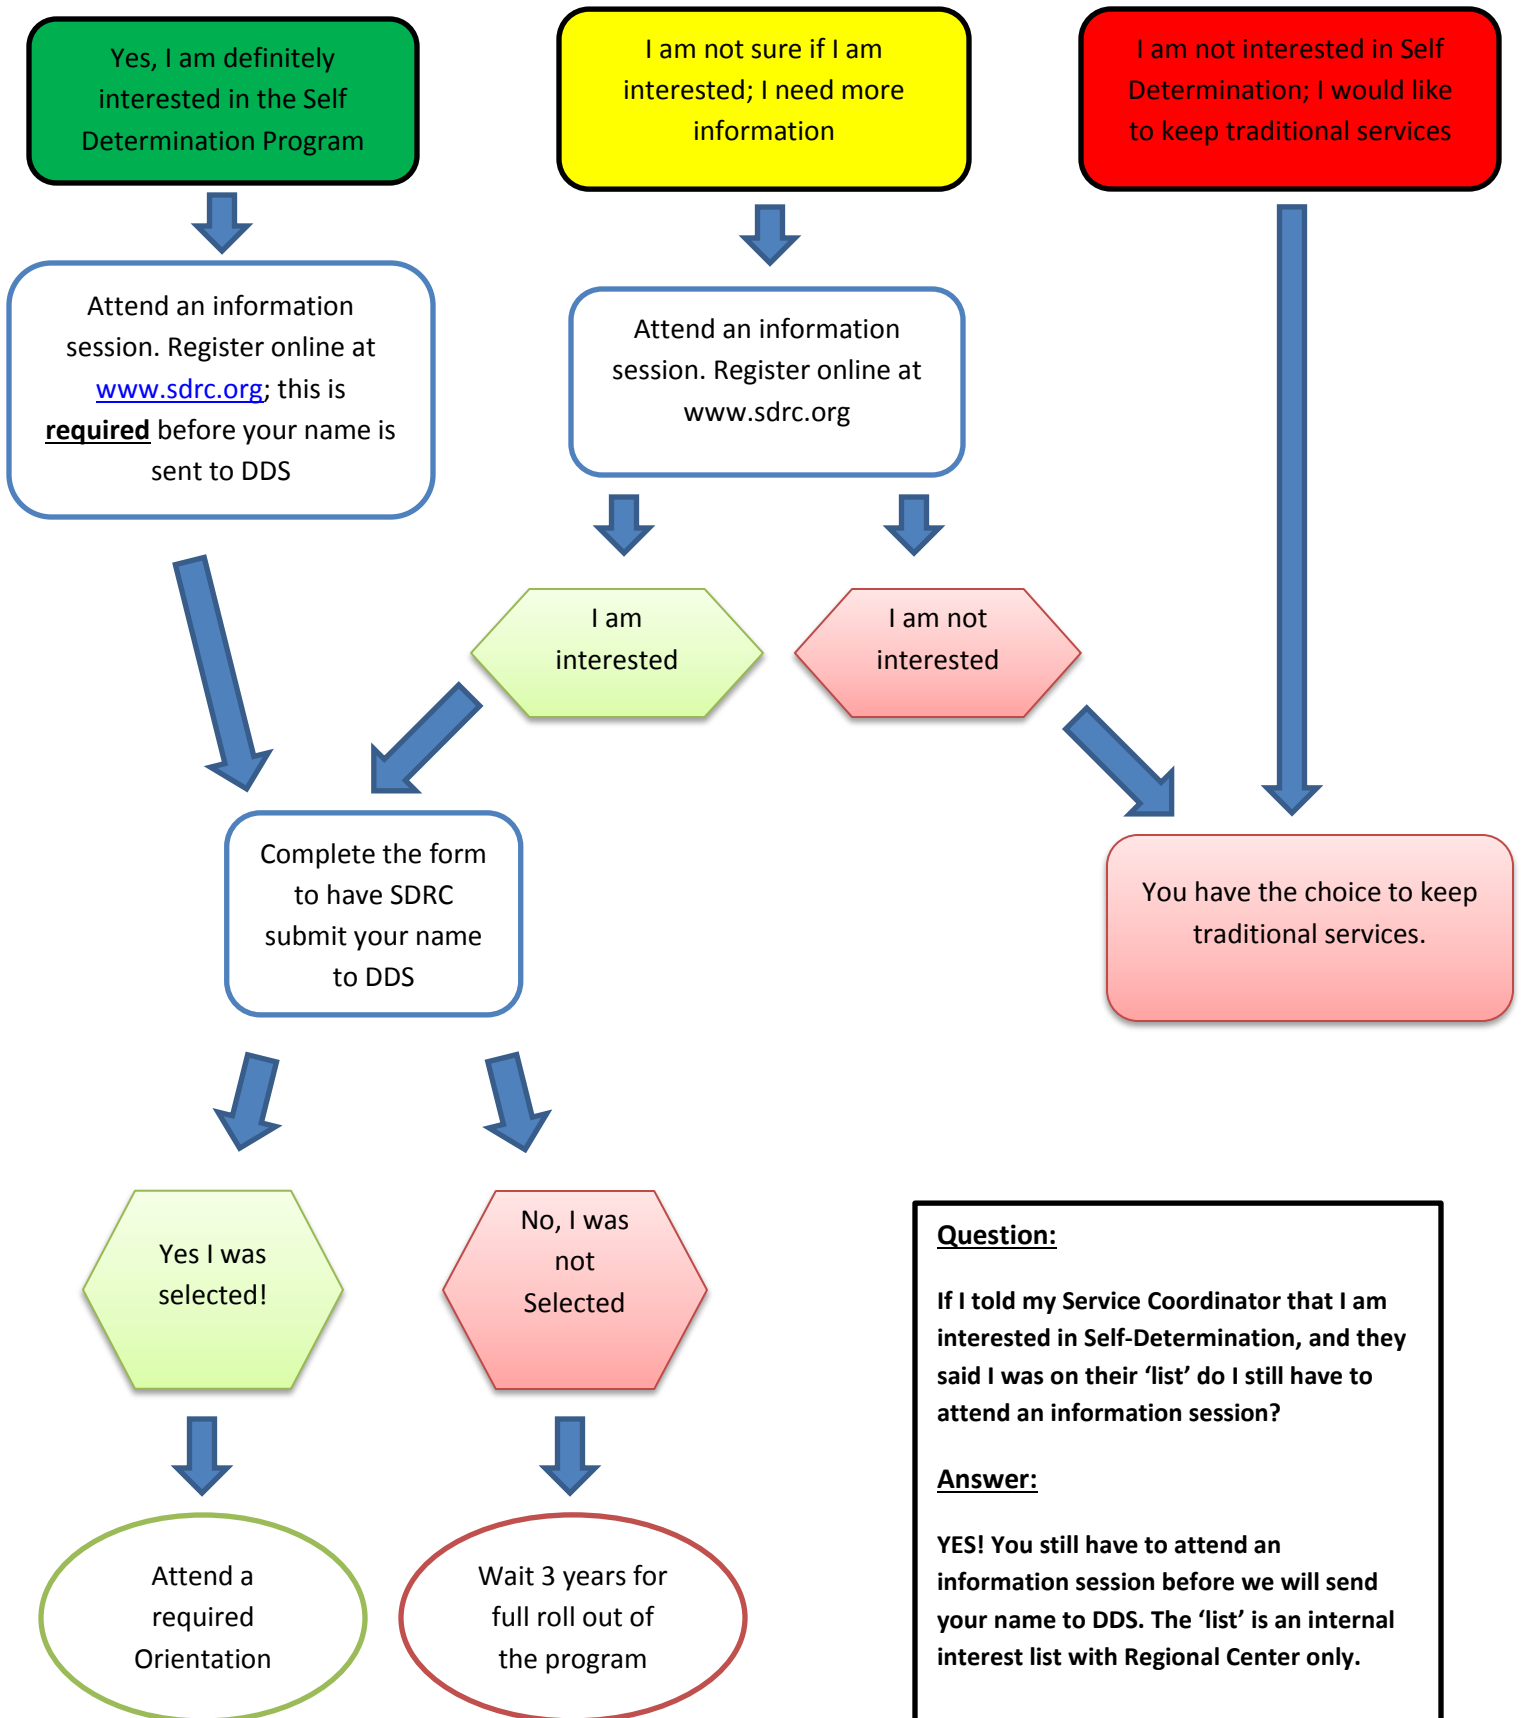 Yes, I am definitely
interested in the Self
Determination Program
I am not sure if I am
interested; I need more
information
I am not interested in Self
Determination; I would like
to keep traditional services
Attend an information
session. Register online at
www.sdrc.org; this is
required before your name is
sent to DDS
Attend an information
session. Register online at
www.sdrc.org
I am
interested
I am not
interested
Complete the form
to have SDRC
submit your name
to DDS
You have the choice to keep
traditional services.
Yes I was
selected!
No, I was
not
Selected
Attend a
required
Orientation
Wait 3 years for
full roll out of
the program
Question:
If I told my Service Coordinator that I am
interested in Self-Determination, and they
said I was on their ‘list’ do I still have to
attend an information session?
Answer:
YES! You still have to attend an
information session before we will send
your name to DDS. The ‘list’ is an internal
interest list with Regional Center only.